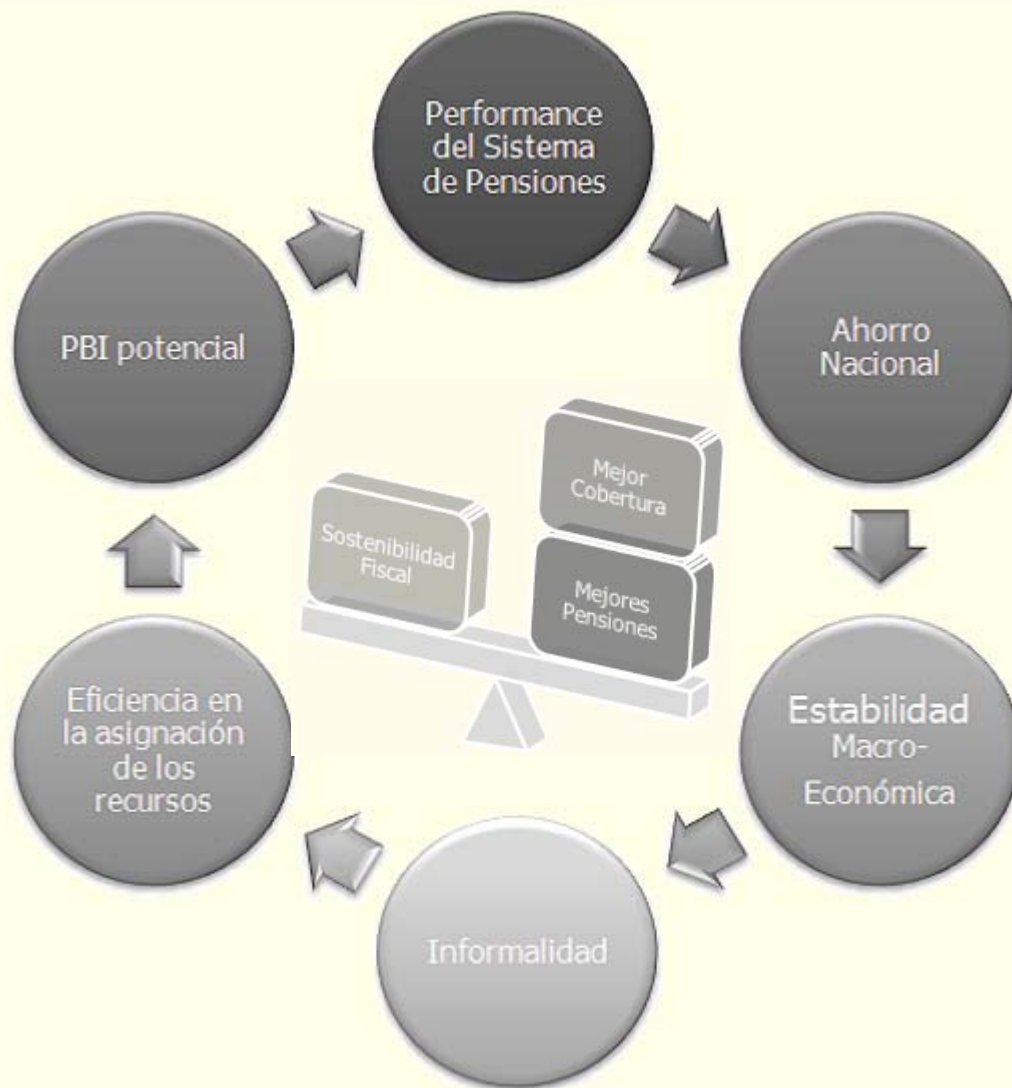 Performance
del Sistema
de Pensiones
Ahorro
Nacional
Estabilidad
Macro-
Económica
Informalidad
Eficiencia en
la asignación
de los
recursos
PBI potencial
Sostenibilidad
Fiscal
Mejor
Cobertura
Mejores
Pensiones